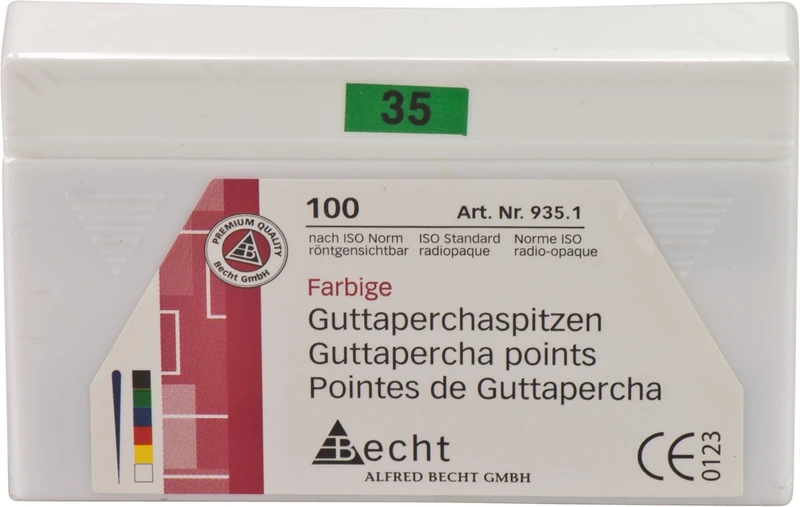 35
100 Art. Nr. 935.1
nach ISO Norm ISO Standard Norme ISO
röntgensichtbar radiopaque radio-opaque
PREMIUM QUALITY
Becht GmbH
Farbige
Guttaperchaspitzen
Guttapercha points
Pointes de Guttapercha
Becht
ALFRED BECHT GMBH
CE 0123